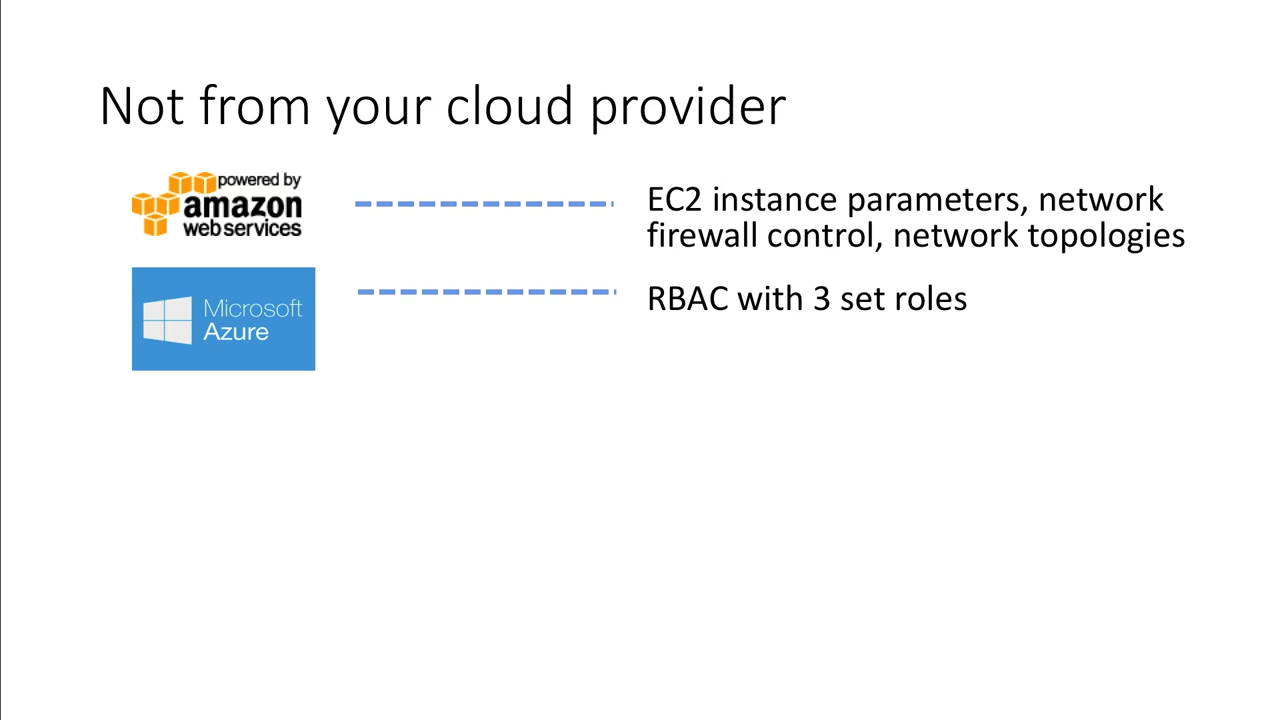 Not from your cloud provider
powered by
amazon
web services
EC2 instance parameters, network
firewall control, network topologies
Microsoft
Azure
RBAC with 3 set roles